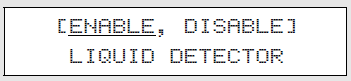 [ENABLE, DISABLE]
LIQUID DETECTOR